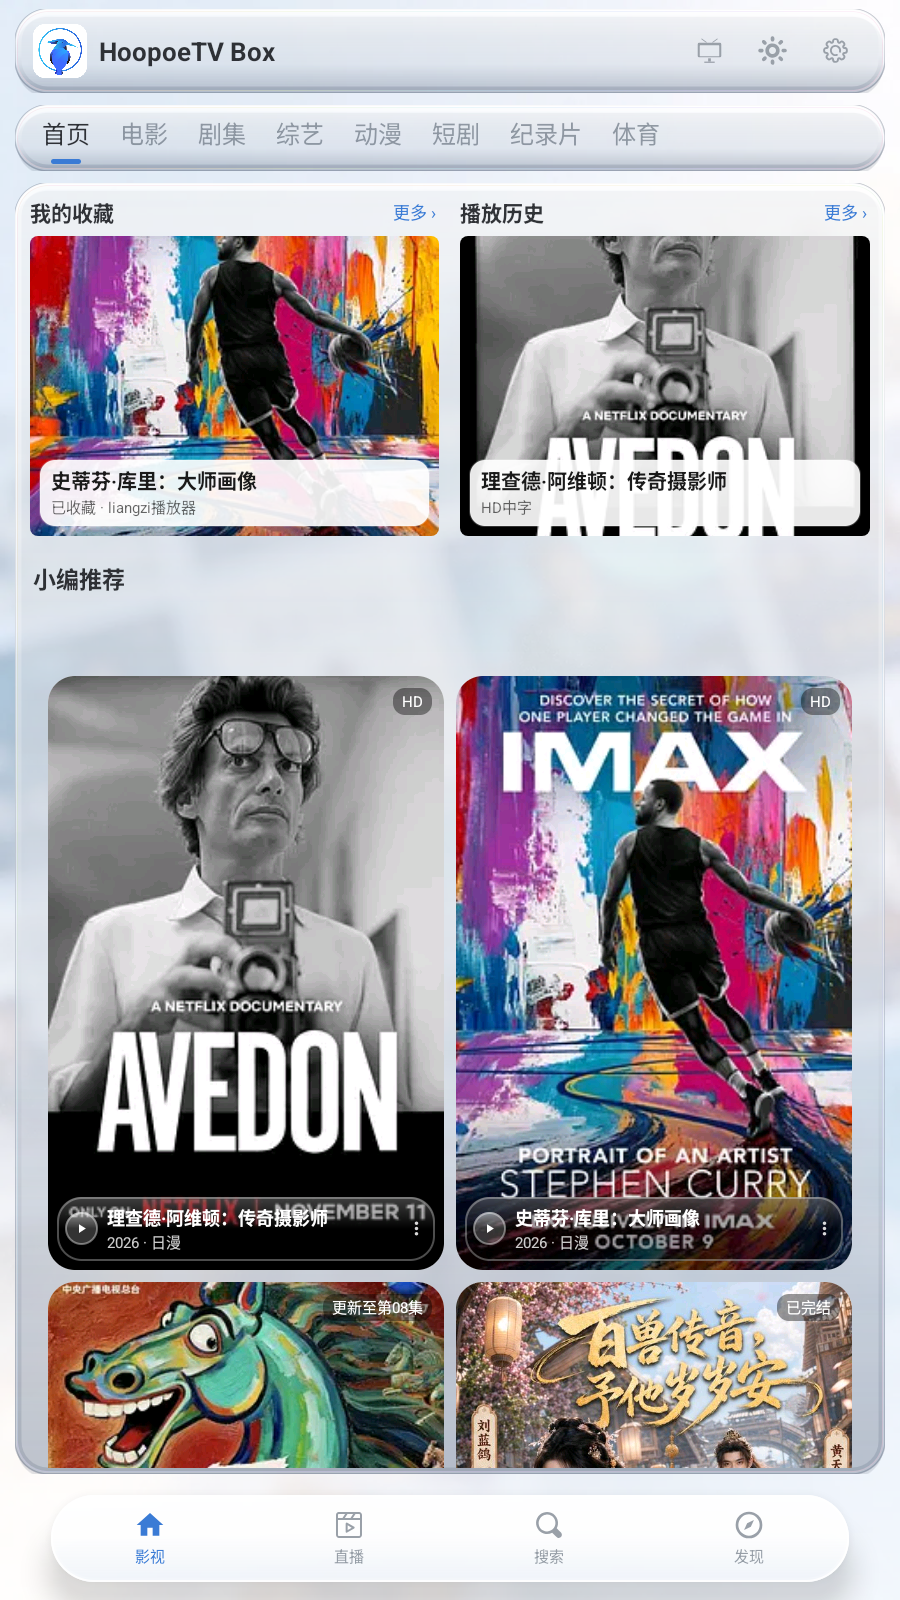 HoopoeTV Box
首页 电影 剧集 综艺 动漫 短剧 纪录片 体育
我的收藏 更多 ›
播放历史 更多 ›
史蒂芬·库里：大师画像
已收藏 · liangzi播放器
A NETFLIX DOCUMENTARY
AVEDON
理查德·阿维顿：传奇摄影师
HD中字
小编推荐
HD
A NETFLIX DOCUMENTARY
AVEDON
ONLY ON NETFLIX | NOVEMBER 11
理查德·阿维顿：传奇摄影师
2026 · 日漫
HD
DISCOVER THE SECRET OF HOW
ONE PLAYER CHANGED THE GAME IN
IMAX
PORTRAIT OF AN ARTIST
STEPHEN CURRY
IMAX
史蒂芬·库里：大师画像
2026 · 日漫
OCTOBER 9
中央广播电视总台
更新至第08集
已完结
百兽传音，
予他岁岁安
刘蓝鸽
黄天
影视 直播 搜索 发现